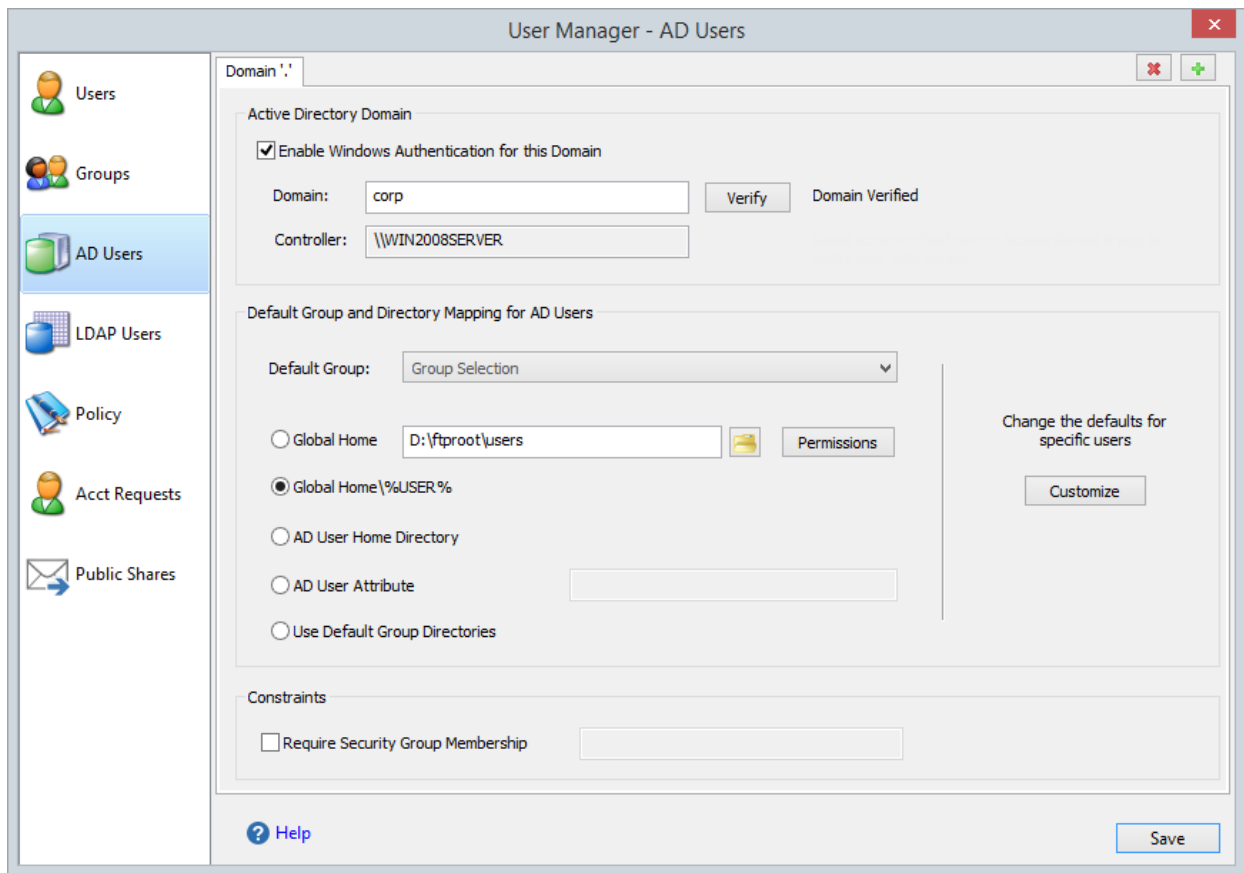 User Manager - AD Users
Users
Groups
AD Users
LDAP Users
Policy
Acct Requests
Public Shares
Domain '.'
Active Directory Domain
Enable Windows Authentication for this Domain
Domain: corp Verify Domain Verified
Controller: \\WIN2008SERVER
Default Group and Directory Mapping for AD Users
Default Group: Group Selection
Global Home D:\ftproot\users Permissions
Global Home\%USER%
AD User Home Directory
AD User Attribute
Use Default Group Directories
Change the defaults for
specific users
Customize
Constraints
Require Security Group Membership
? Help
Save